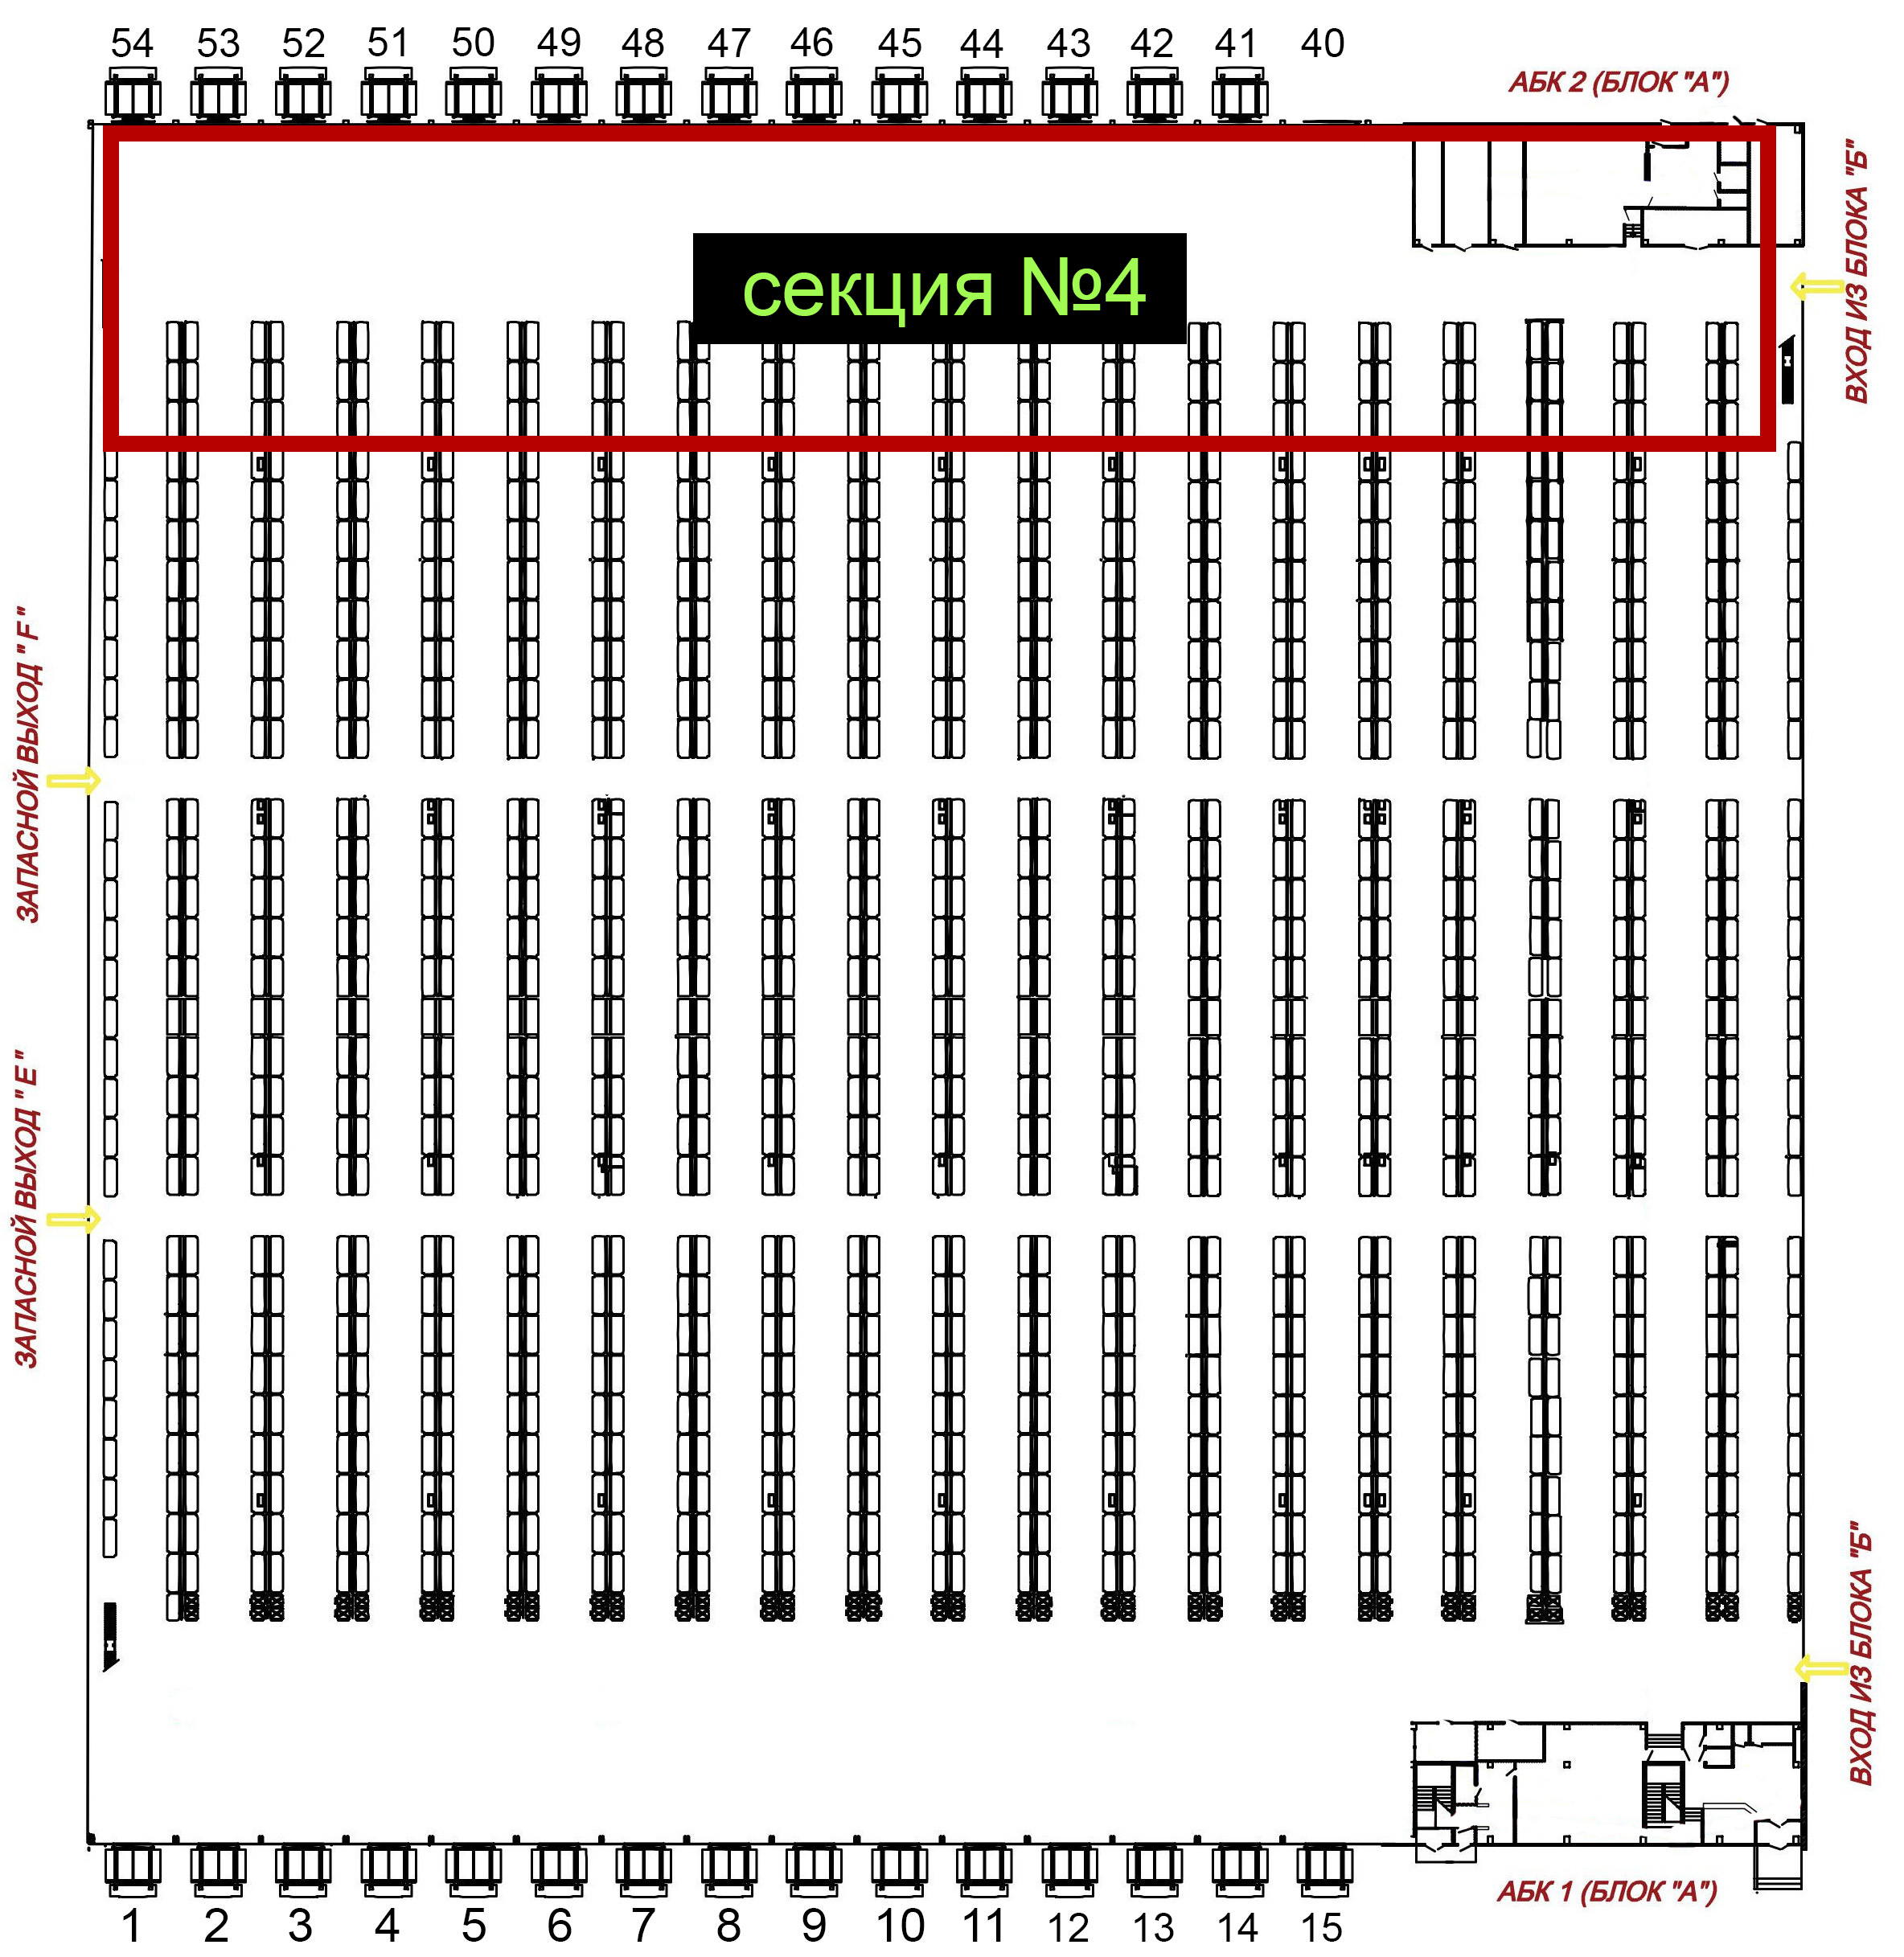 54 53 52 51 50 49 48 47 46 45 44 43 42 41 40
АБК 2 (БЛОК "А")
ВХОД ИЗ БЛОКА "Б"
секция №4
ЗАПАСНОЙ ВЫХОД " F "
ЗАПАСНОЙ ВЫХОД " E "
ВХОД ИЗ БЛОКА "Б"
АБК 1 (БЛОК "А")
1 2 3 4 5 6 7 8 9 10 11 12 13 14 15